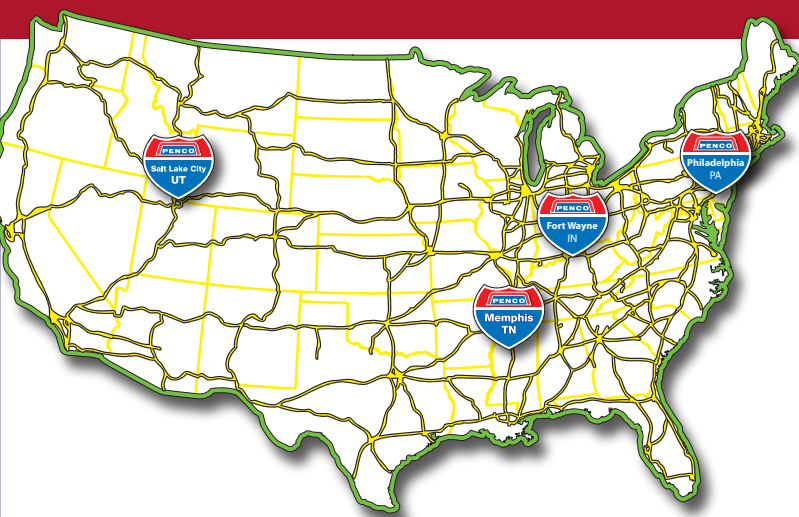 PENCO
Salt Lake City
UT
PENCO
Philadelphia
PA
PENCO
Fort Wayne
IN
PENCO
Memphis
TN